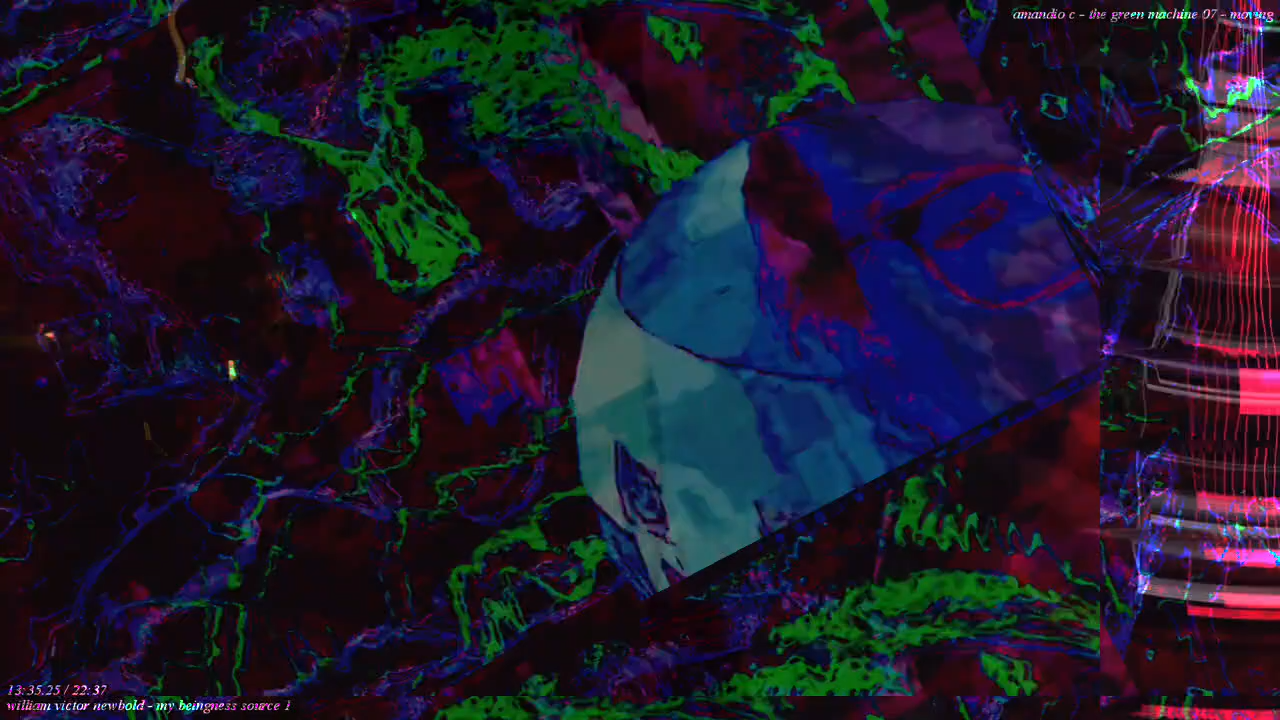 amandio c - the green machine 07 - moving
13:35.25 / 22:37
william victor newbold - my beingness source 1